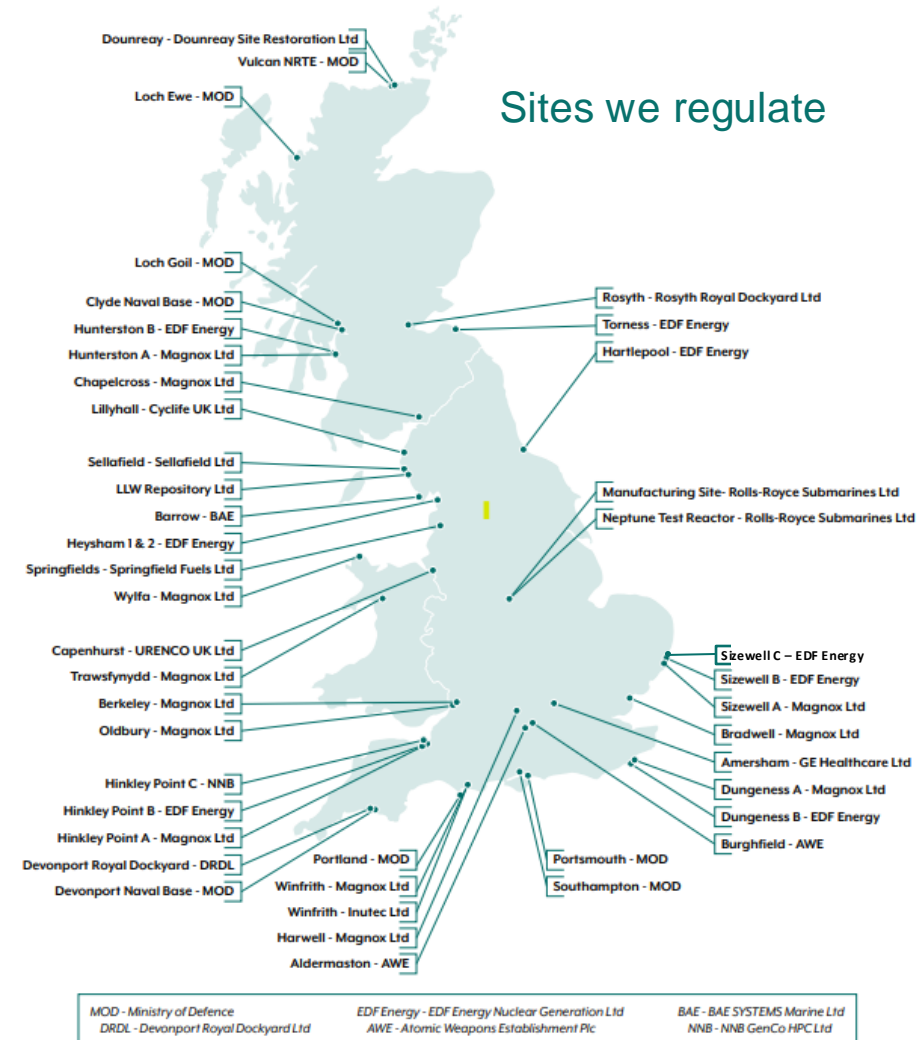 Sites we regulate
Dounreay - Dounreay Site Restoration Ltd
Vulcan NRTE - MOD
Loch Ewe - MOD
Loch Goil - MOD
Clyde Naval Base - MOD
Hunterston B - EDF Energy
Hunterston A - Magnox Ltd
Chapelcross - Magnox Ltd
Lillyhall - Cyclife UK Ltd
Sellafield - Sellafield Ltd
LLW Repository Ltd
Barrow - BAE
Heysham 1 & 2 - EDF Energy
Springfields - Springfield Fuels Ltd
Wylfa - Magnox Ltd
Capenhurst - URENCO UK Ltd
Trawsfynydd - Magnox Ltd
Berkeley - Magnox Ltd
Oldbury - Magnox Ltd
Hinkley Point C - NNB
Hinkley Point B - EDF Energy
Hinkley Point A - Magnox Ltd
Devonport Royal Dockyard - DRDL
Devonport Naval Base - MOD
Portland - MOD
Winfrith - Magnox Ltd
Winfrith - Inutec Ltd
Harwell - Magnox Ltd
Aldermaston - AWE
Rosyth - Rosyth Royal Dockyard Ltd
Torness - EDF Energy
Hartlepool - EDF Energy
Manufacturing Site- Rolls-Royce Submarines Ltd
Neptune Test Reactor - Rolls-Royce Submarines Ltd
Sizewell C – EDF Energy
Sizewell B - EDF Energy
Sizewell A - Magnox Ltd
Bradwell - Magnox Ltd
Amersham - GE Healthcare Ltd
Dungeness A - Magnox Ltd
Dungeness B - EDF Energy
Burghfield - AWE
Portsmouth - MOD
Southampton - MOD
MOD - Ministry of Defence
DRDL - Devonport Royal Dockyard Ltd
EDF Energy - EDF Energy Nuclear Generation Ltd
AWE - Atomic Weapons Establishment Plc
BAE - BAE SYSTEMS Marine Ltd
NNB - NNB GenCo HPC Ltd